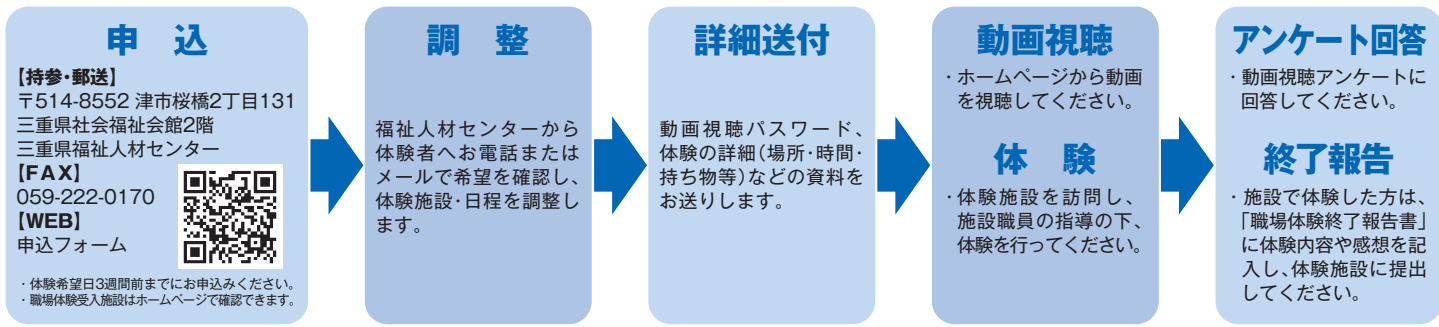 申 込
【持参・郵送】
〒514-8552 津市桜橋2丁目131
三重県社会福祉会館2階
三重県福祉人材センター
【FAX】
059-222-0170
【WEB】
申込フォーム
・体験希望日3週間前までにお申込みください。
・職場体験受入施設はホームページで確認できます。
調 整
福祉人材センターから
体験者へお電話または
メールで希望を確認し、
体験施設・日程を調整し
ます。
詳細送付
動画視聴パスワード、
体験の詳細(場所・時間・
持ち物等)などの資料を
お送りします。
動画視聴
・ホームページから動画
を視聴してください。
体 験
・体験施設を訪問し、
施設職員の指導の下、
体験を行ってください。
アンケート回答
・動画視聴アンケートに
回答してください。
終了報告
・施設で体験した方は、
「職場体験終了報告書」
に体験内容や感想を記
入し、体験施設に提出
してください。